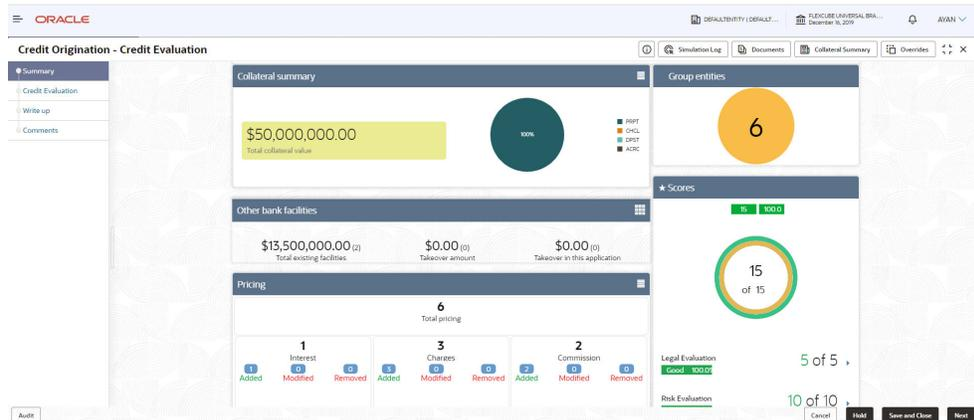 ORACLE
DEFAULTENTITY ( DEFAULT...
FLEXCUBE UNIVERSAL BRA...
December 16, 2019
AYAN
Credit Origination - Credit Evaluation
Simulation Log
Documents
Collateral Summary
Overrides
Summary
Credit Evaluation
Write up
Comments
Collateral summary
$50,000,000.00
Total collateral value
100%
PRPT
CHCL
DPST
ACRC
Group entities
6
Other bank facilities
$13,500,000.00 (2)
Total existing facilities
$0.00 (0)
Takeover amount
$0.00 (0)
Takeover in this application
Scores
15 100.0
15
of 15
Legal Evaluation
Good 100.0%
5 of 5
Risk Evaluation
10 of 10
Pricing
6
Total pricing
1
Interest
1 Added
0 Modified
0 Removed
3
Charges
3 Added
0 Modified
0 Removed
2
Commission
2 Added
0 Modified
0 Removed
Audit
Cancel
Hold
Save and Close
Next